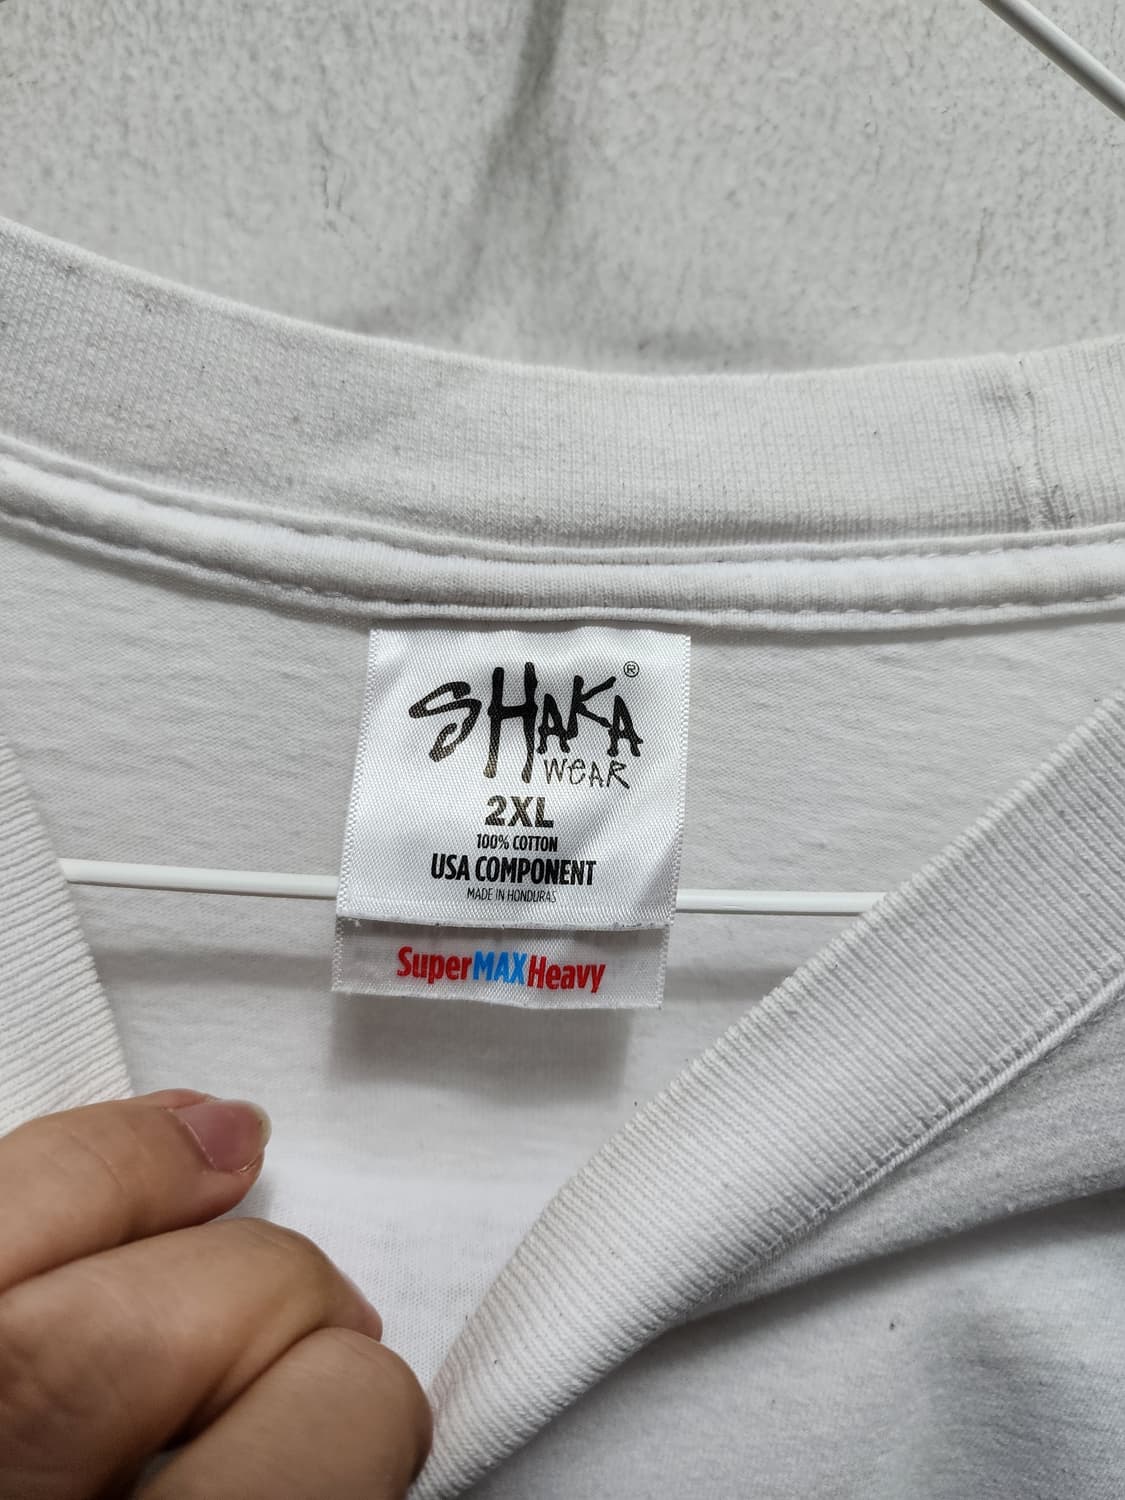 SHAKA ®
WEAR
2XL
100% COTTON
USA COMPONENT
MADE IN HONDURAS
SuperMAXHeavy